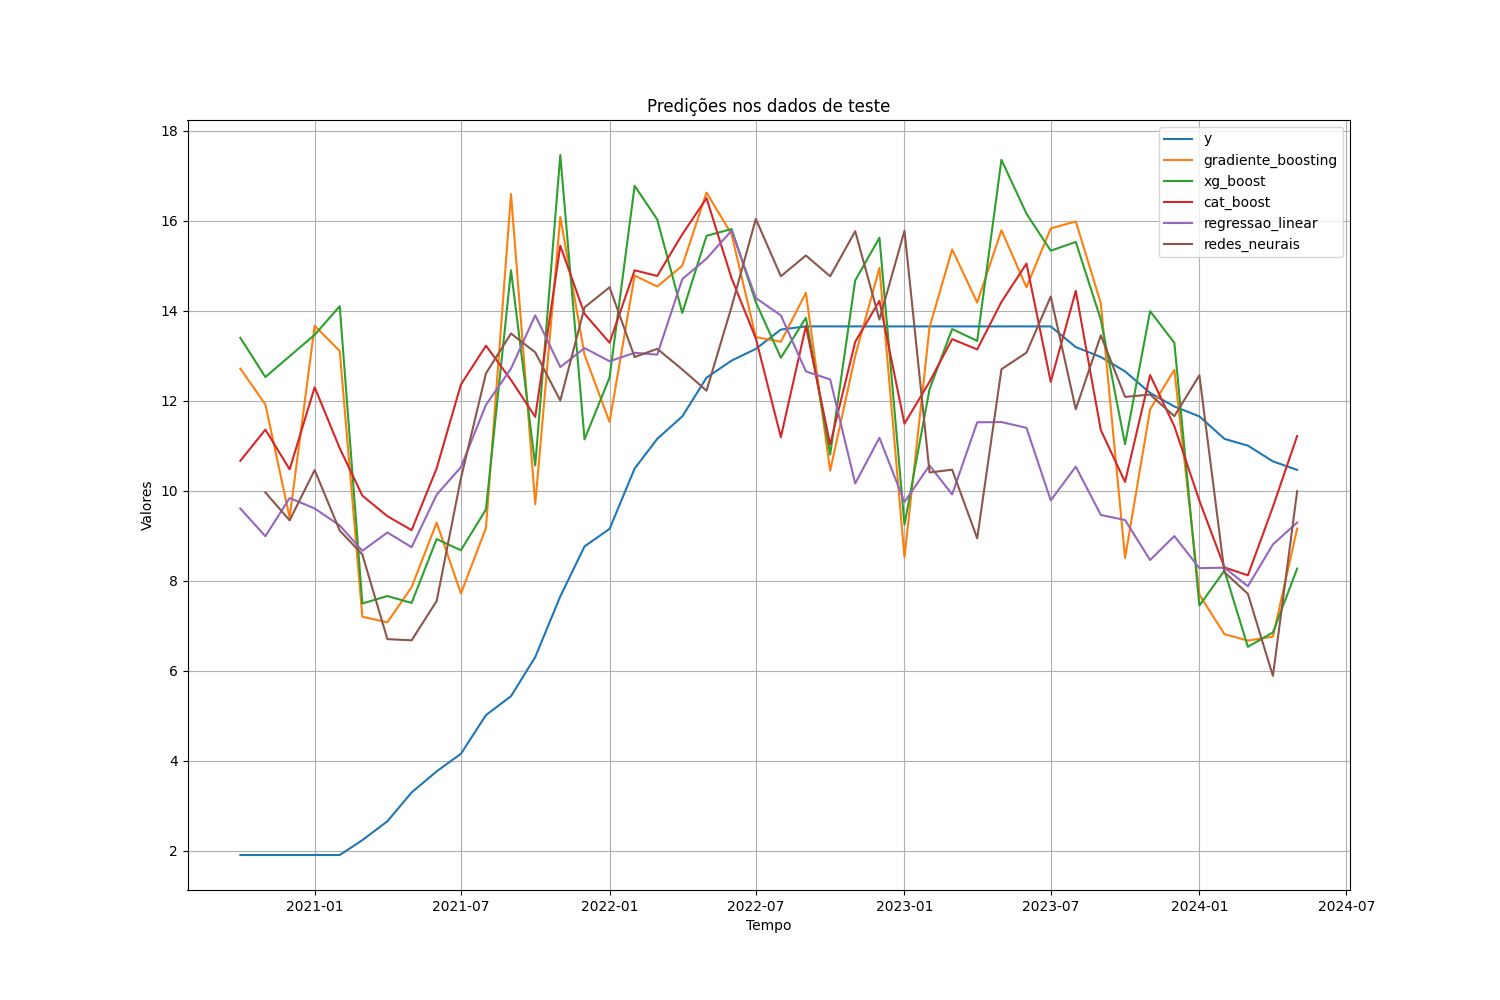 Predições nos dados de teste
y
gradiente_boosting
xg_boost
cat_boost
regressao_linear
redes_neurais
Valores
18
16
14
12
10
8
6
4
2
2021-01 2021-07 2022-01 2022-07 2023-01 2023-07 2024-01 2024-07
Tempo